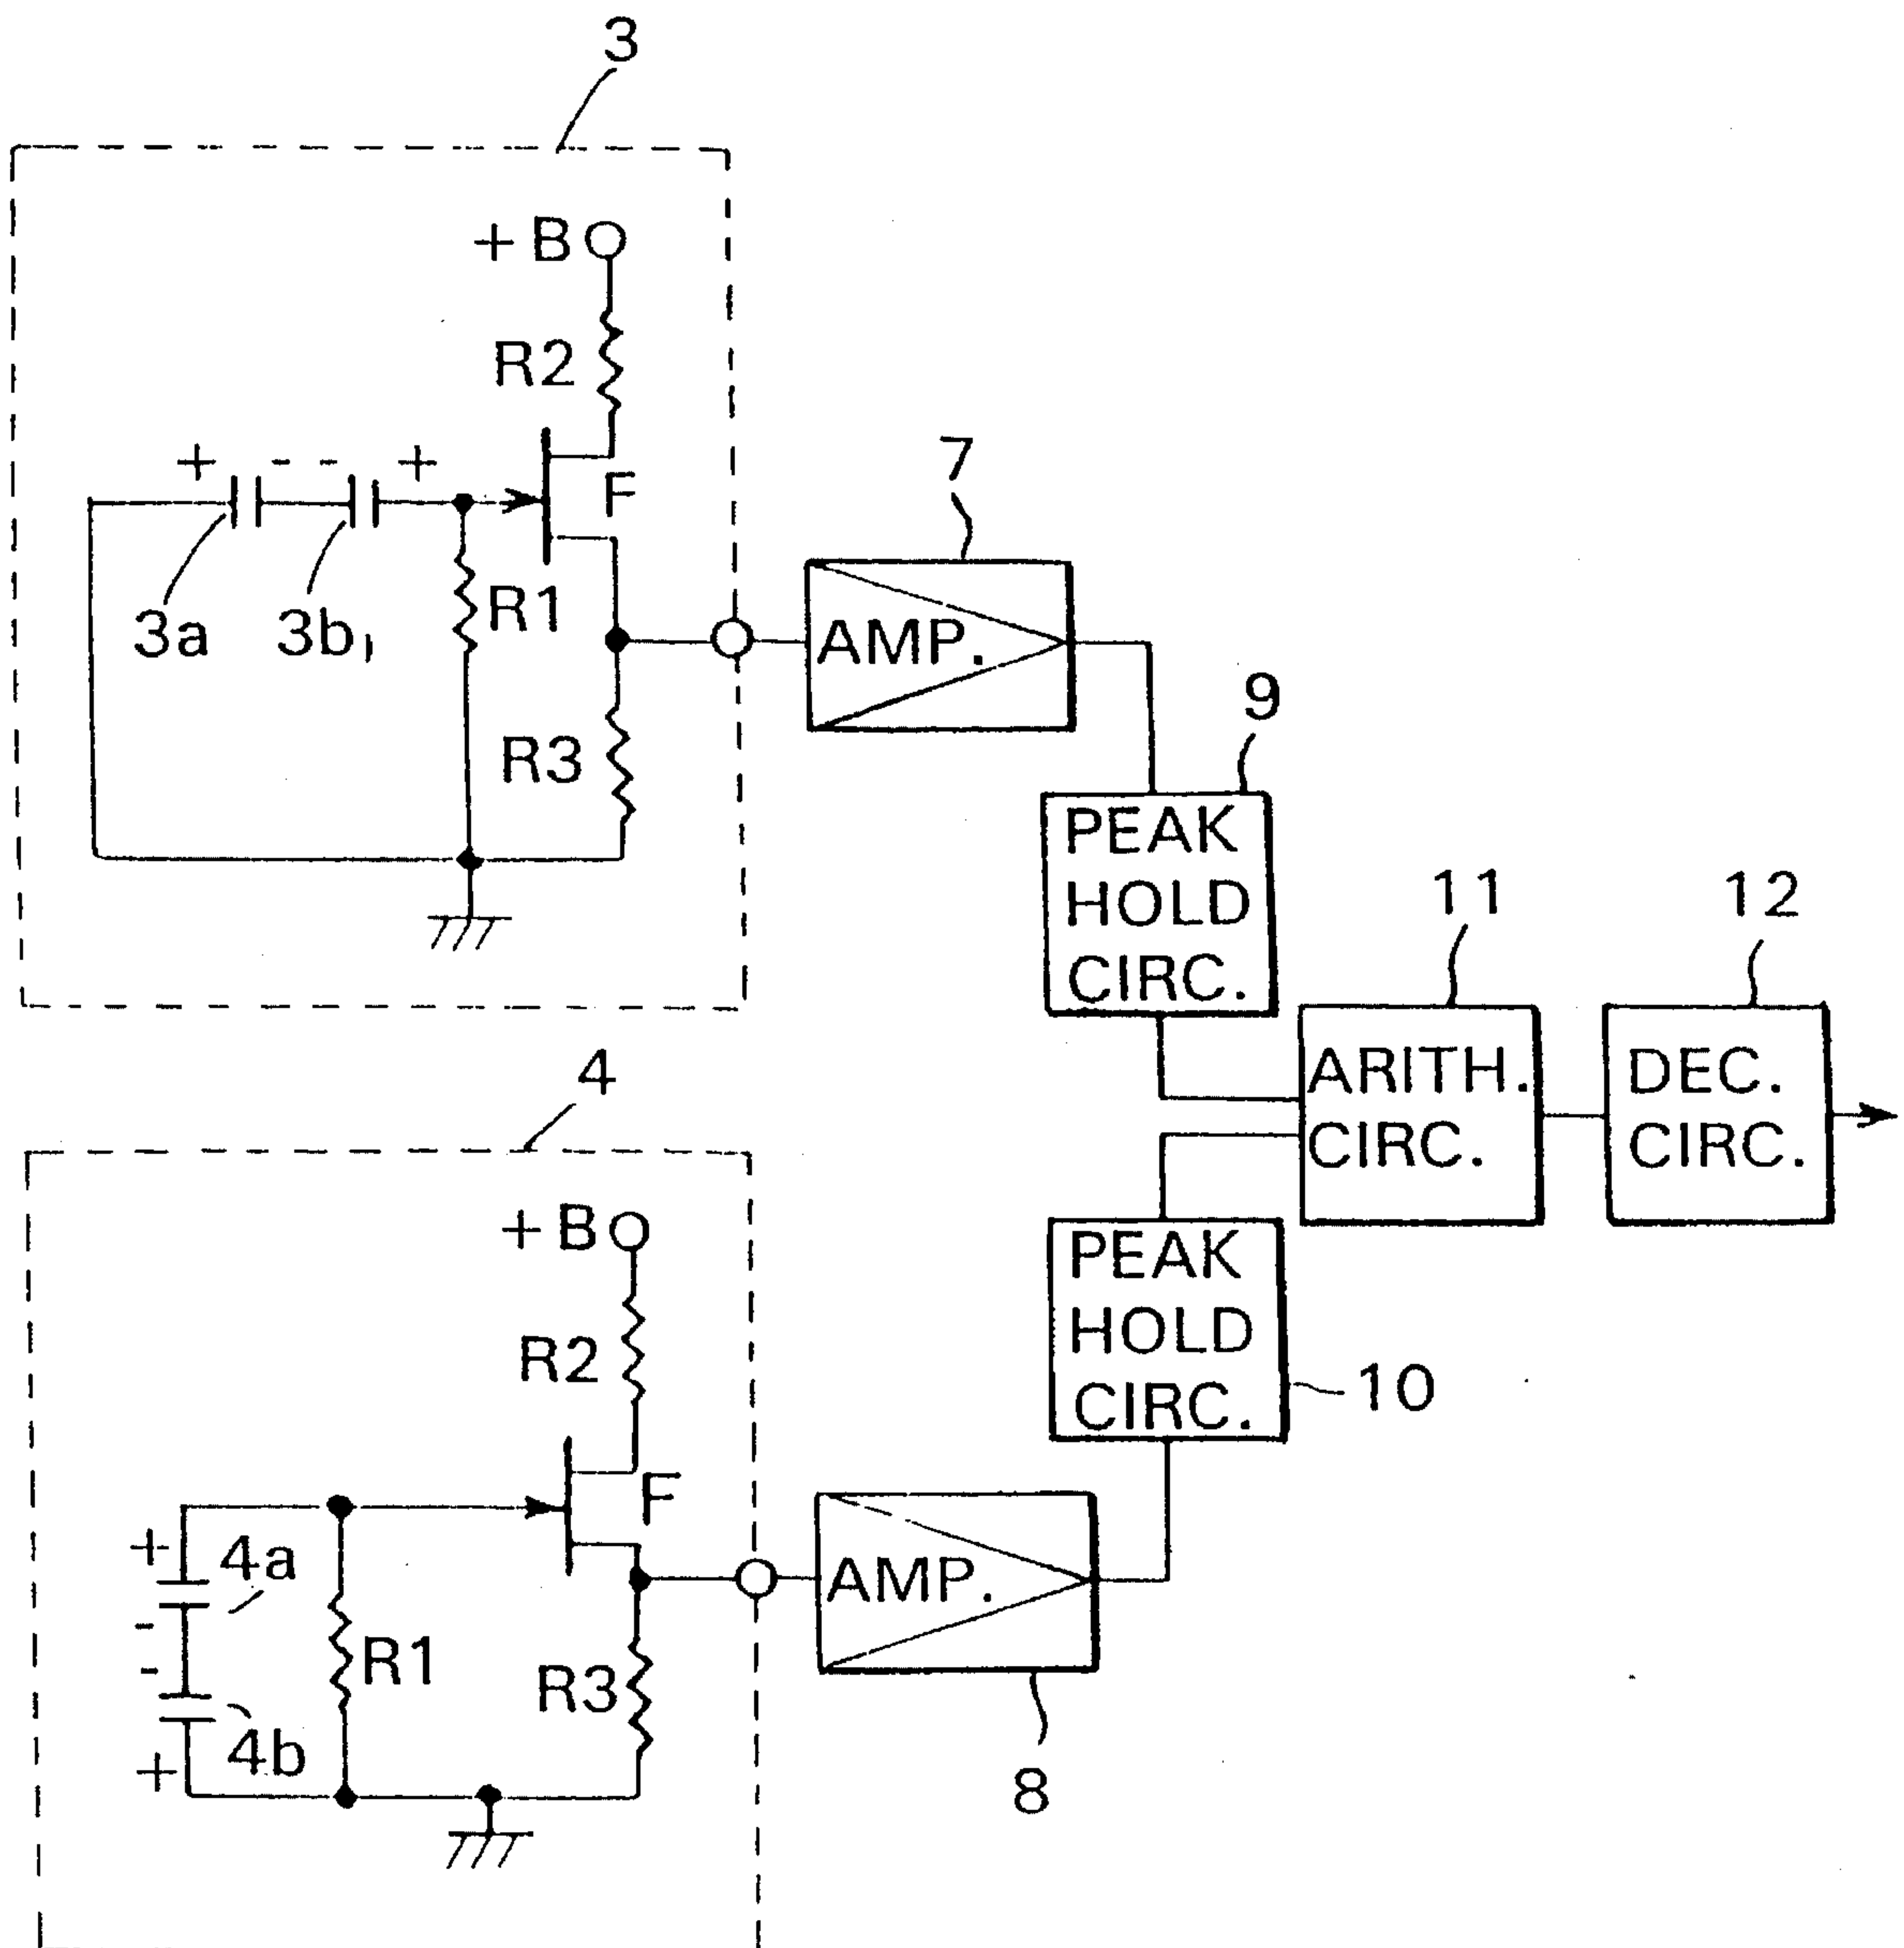 3
+ B
R2
+ - - +
F
3a
3b
R1
R3
7
AMP.
9
PEAK
HOLD
CIRC.
11
ARITH.
CIRC.
12
DEC.
CIRC.
4
+ B
R2
F
+
4a
-
-
4b
+
R1
R3
AMP.
8
PEAK
HOLD
CIRC.
10